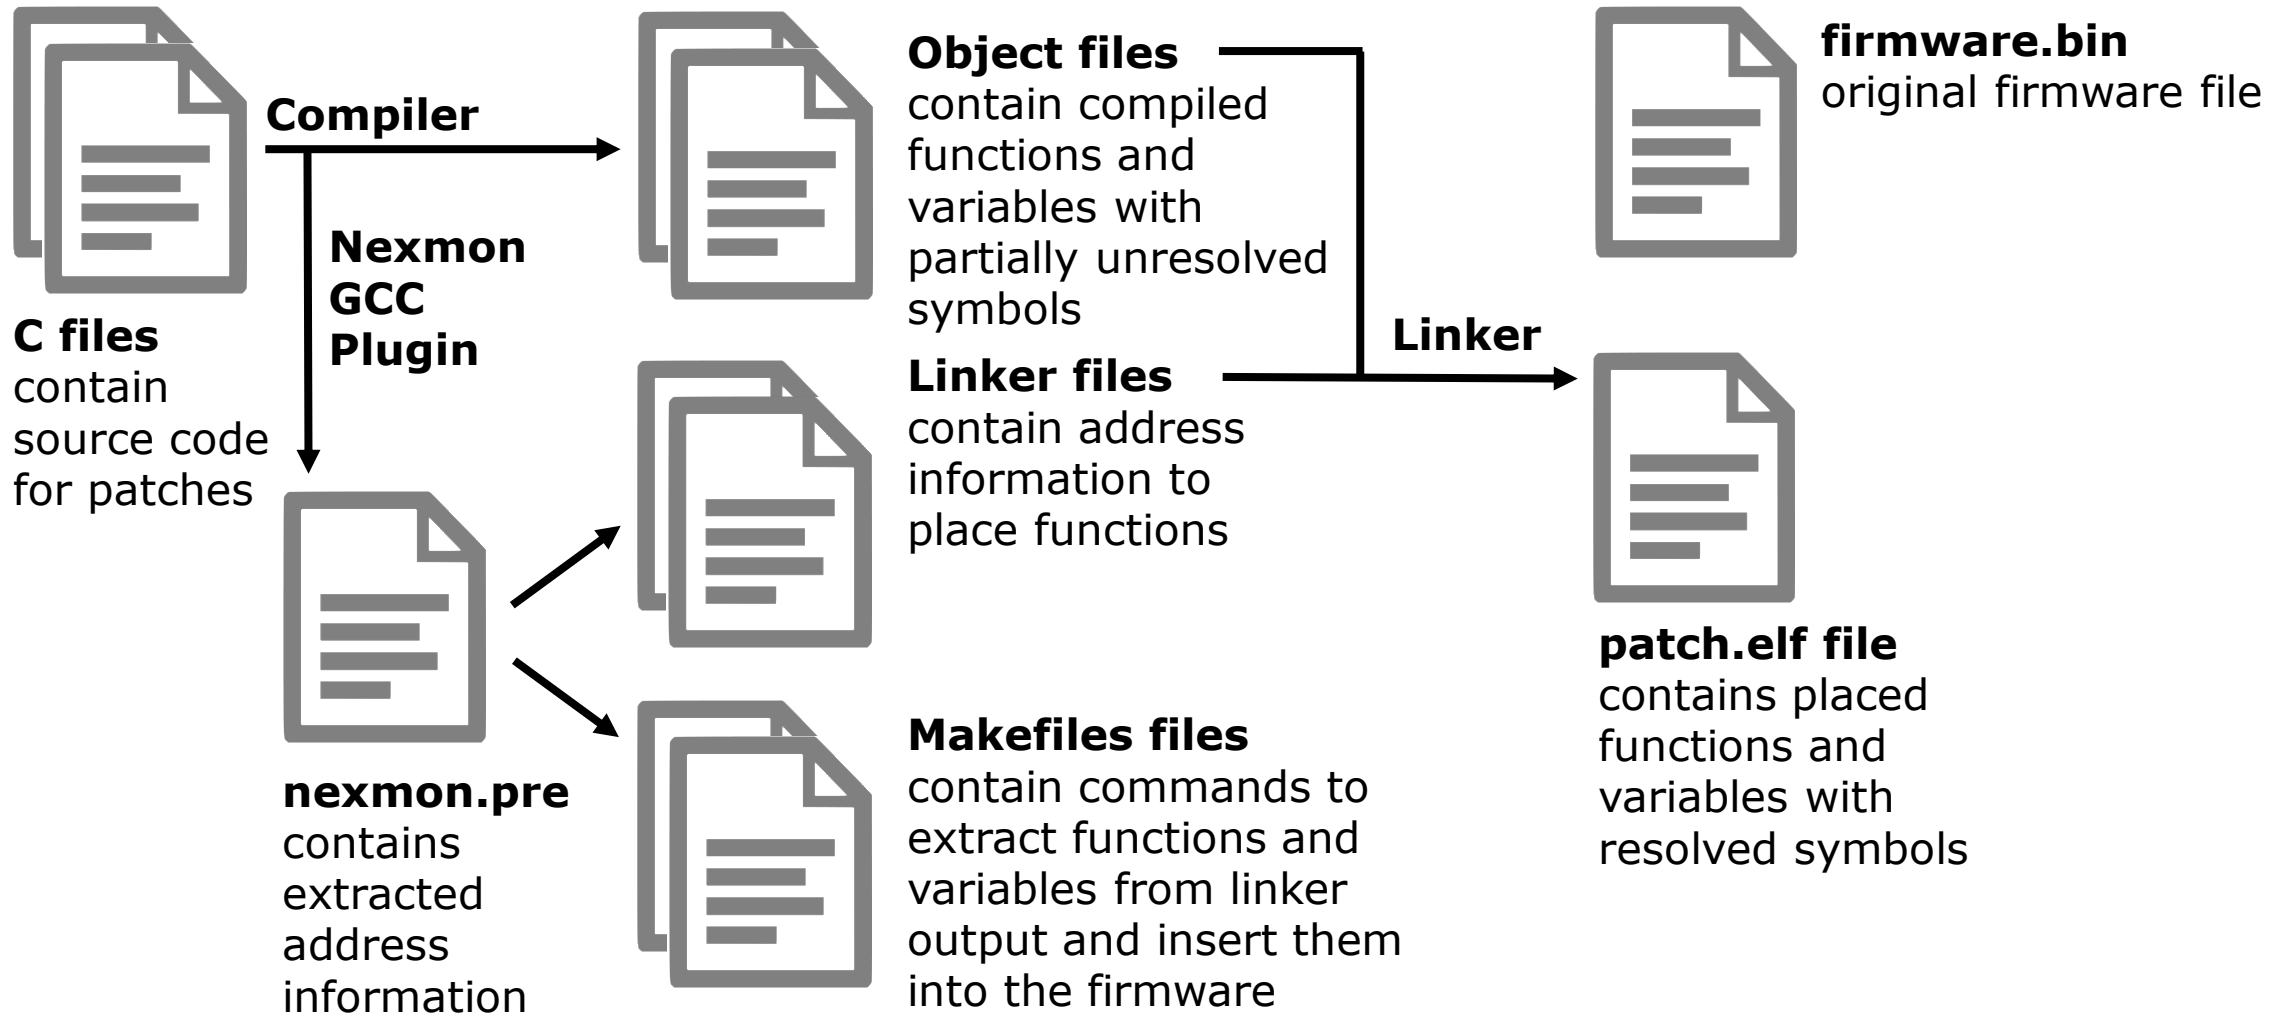 Compiler
Nexmon
GCC
Plugin
C files
contain
source code
for patches
nexmon.pre
contains
extracted
address
information
Object files
contain compiled
functions and
variables with
partially unresolved
symbols
Linker files
contain address
information to
place functions
Makefiles files
contain commands to
extract functions and
variables from linker
output and insert them
into the firmware
Linker
firmware.bin
original firmware file
patch.elf file
contains placed
functions and
variables with
resolved symbols